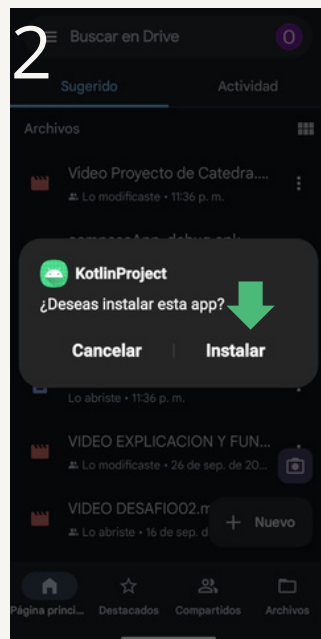 2
Buscar en Drive
O
Sugerido
Actividad
Archivos
Video Proyecto de Catedra....
Lo modificaste • 11:36 p. m.
KotlinProject
¿Deseas instalar esta app?
Cancelar
Instalar
Lo abriste • 11:36 p. m.
VIDEO EXPLICACION Y FUN...
Lo modificaste • 26 de sep. de 20...
VIDEO DESAFIO02.m
Lo abriste • 16 de sep. d
+ Nuevo
Página princi...
Destacados
Compartidos
Archivos